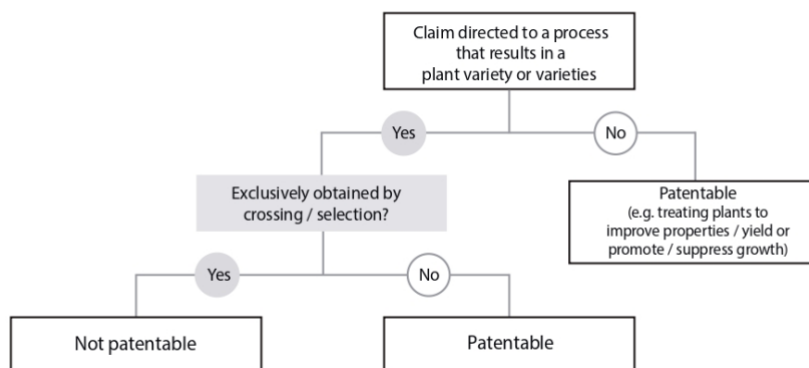 Claim directed to a process
that results in a
plant variety or varieties
Yes
No
Exclusively obtained by
crossing / selection?
Patentable
(e.g. treating plants to
improve properties / yield or
promote / suppress growth)
Yes
No
Not patentable
Patentable